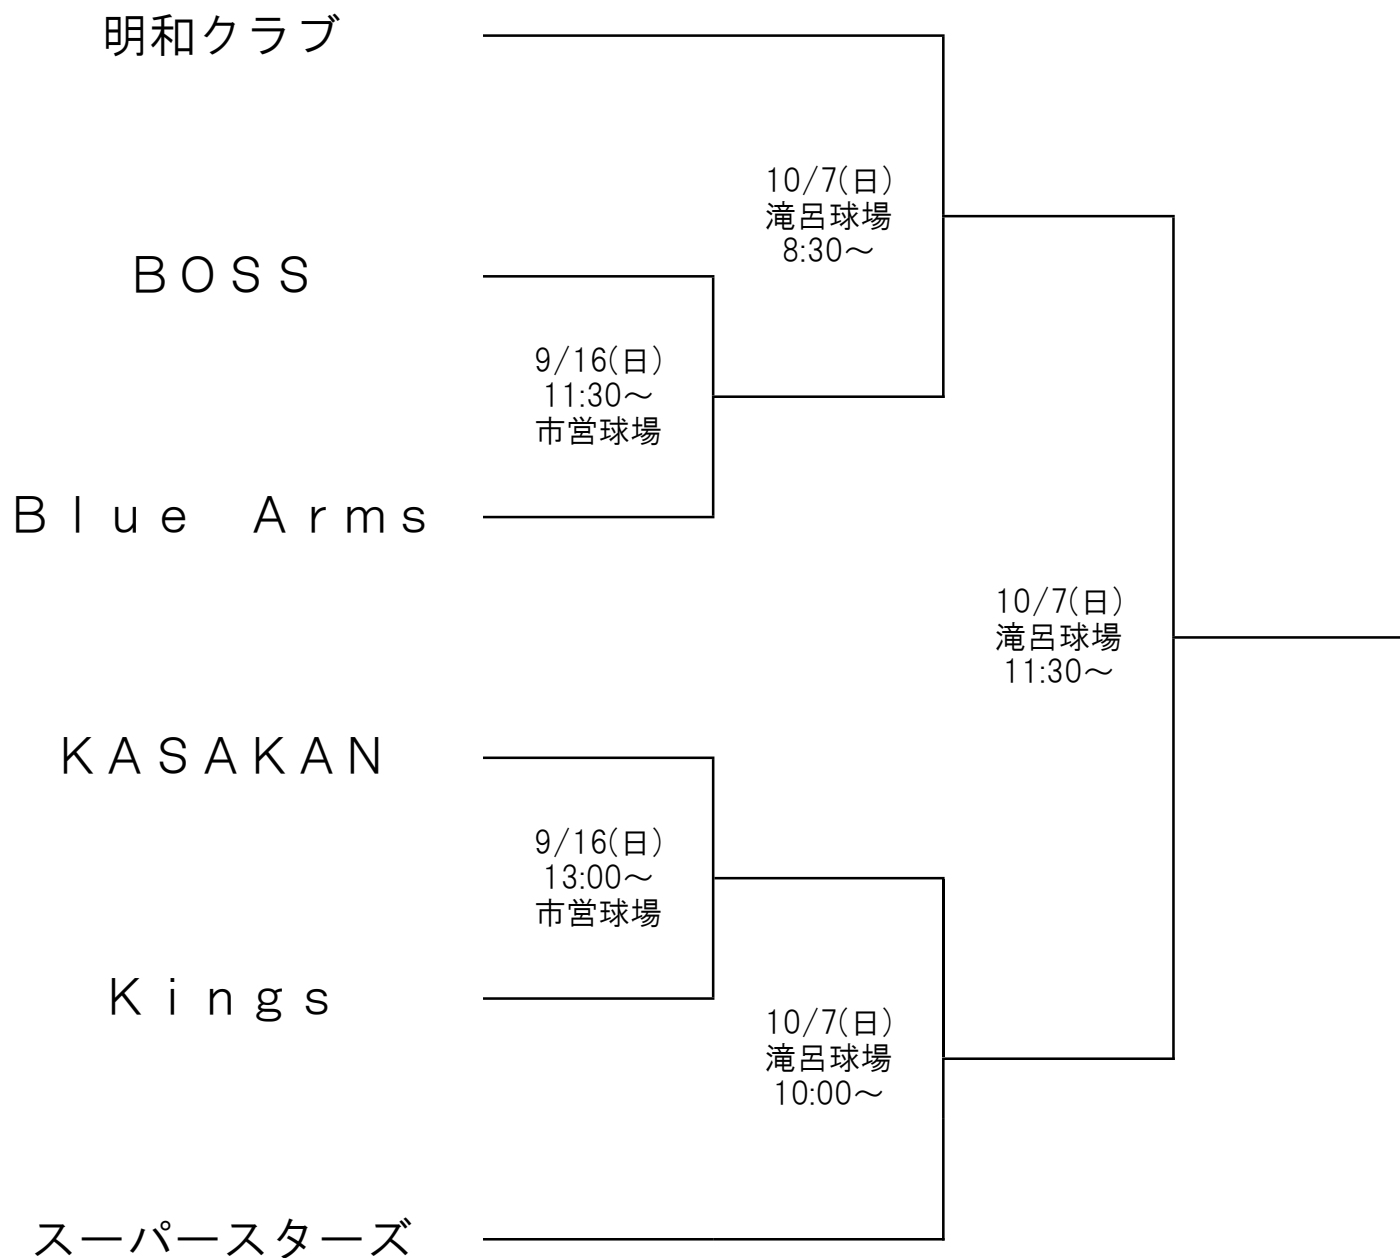 明和クラブ
10/7(日)
滝呂球場
8:30～
ＢＯＳＳ
9/16(日)
11:30～
市営球場
Ｂｌｕｅ　Ａｒｍｓ
10/7(日)
滝呂球場
11:30～
ＫＡＳＡＫＡＮ
9/16(日)
13:00～
市営球場
Ｋｉｎｇｓ
10/7(日)
滝呂球場
10:00～
スーパースターズ